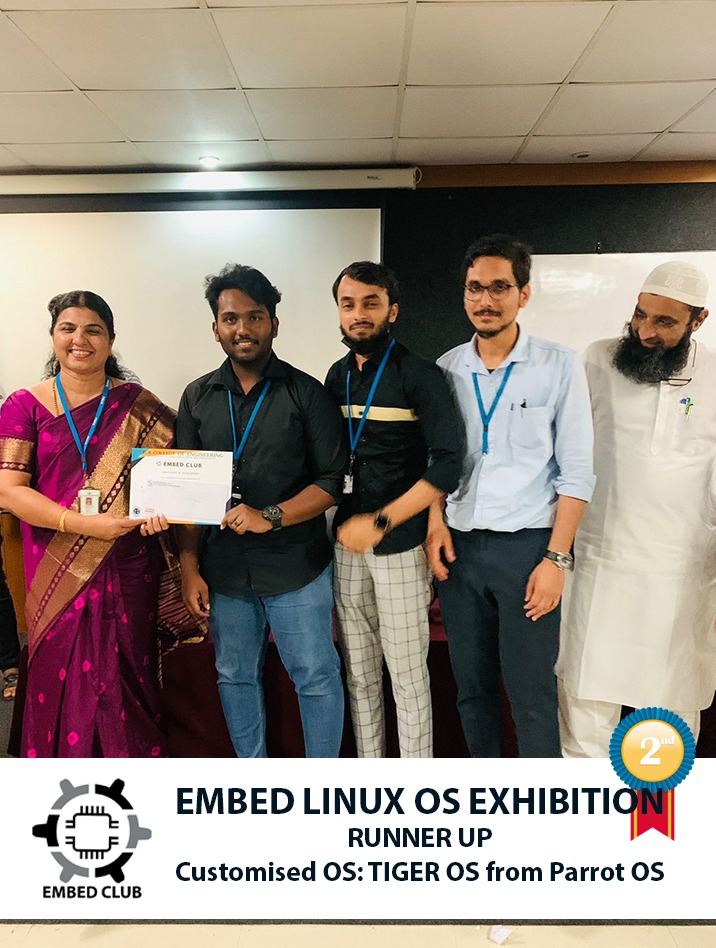 COLLEGE OF ENGINEERING
EMBED CLUB
2nd
EMBED LINUX OS EXHIBITION
RUNNER UP
Customised OS: TIGER OS from Parrot OS
EMBED CLUB